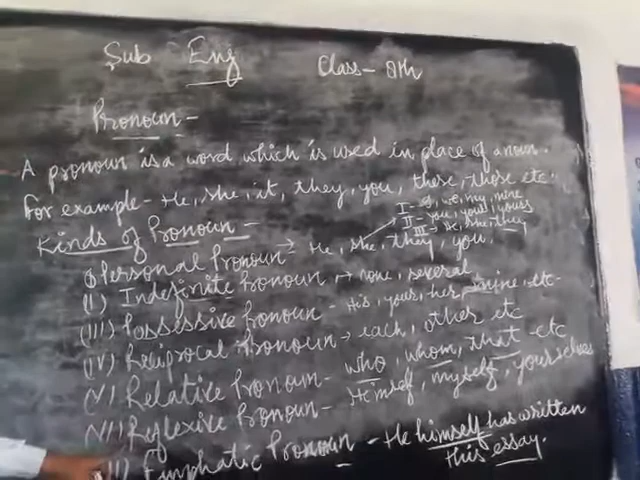 Sub Eng Class- 8th
Pronoun-
A pronoun is a word which is used in place of a noun.
For example- He, she, it, they, you, these, those etc.
I- I, we, my, mine
II- you, your, yours
III- He, she, they
Kinds of Pronoun-
Personal Pronoun → He, she, they, you.
(II) Indefinite Pronoun → none, several
(III) Possessive Pronoun - His, your, her, mine, etc-
(IV) Reciprocal Pronoun → each, other etc
(V) Relative Pronoun- who, whom, that etc
(VI) Reflexive Pronoun- Himself, myself, yourselves
Emphatic Pronoun - He himself has written
this essay.